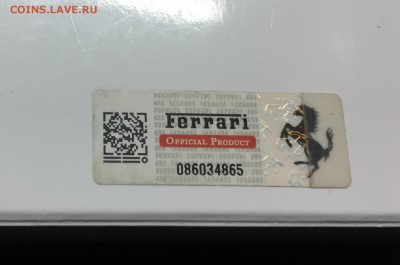 COINS.LAVE.RU
Ferrari
OFFICIAL PRODUCT
086034865